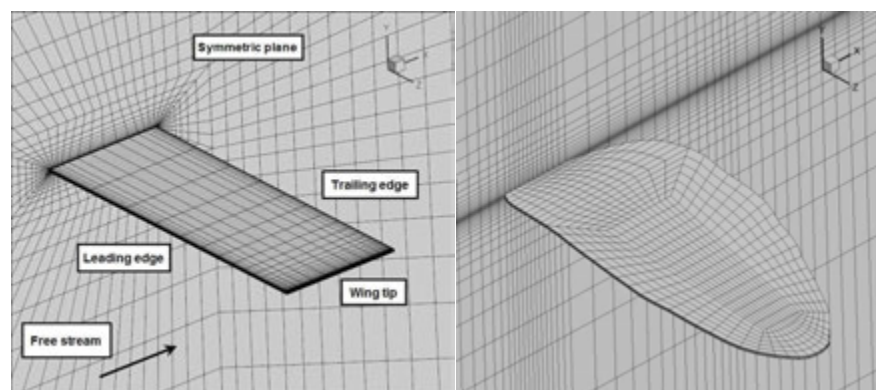 Symmetric plane
Y
X
Z
Trailing edge
Leading edge
Wing tip
Free stream
Y
X
Z